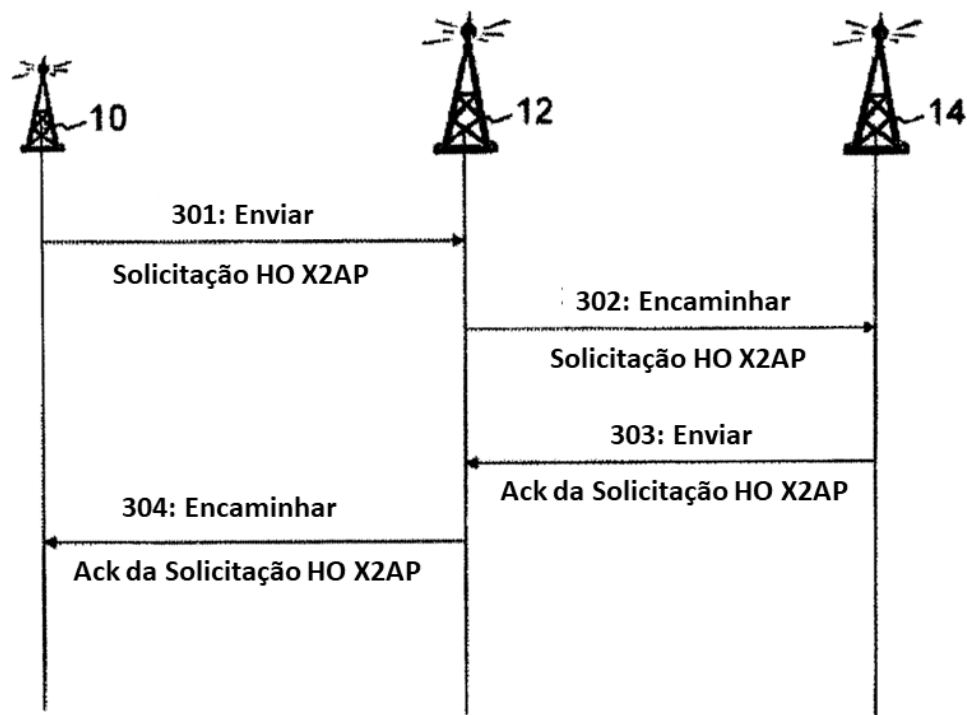 10
12
14
301: Enviar
Solicitação HO X2AP
302: Encaminhar
Solicitação HO X2AP
303: Enviar
Ack da Solicitação HO X2AP
304: Encaminhar
Ack da Solicitação HO X2AP